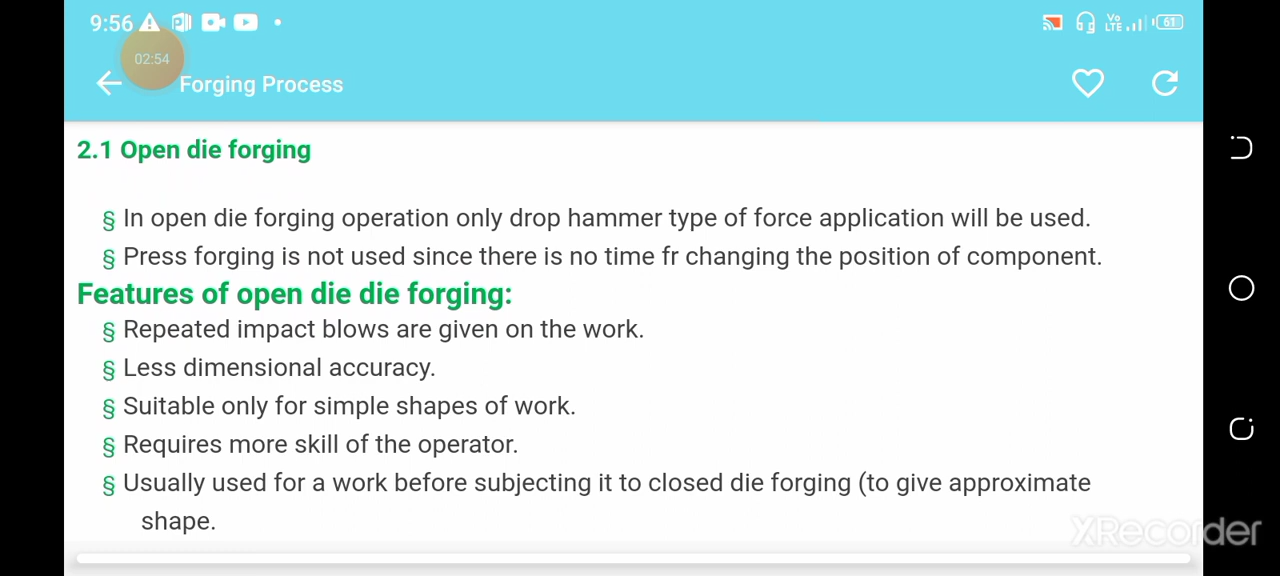 9:56
Vo
LTE
61
02:54
Forging Process
2.1 Open die forging
§ In open die forging operation only drop hammer type of force application will be used.
§ Press forging is not used since there is no time fr changing the position of component.
Features of open die die forging:
§ Repeated impact blows are given on the work.
§ Less dimensional accuracy.
§ Suitable only for simple shapes of work.
§ Requires more skill of the operator.
§ Usually used for a work before subjecting it to closed die forging (to give approximate
shape.
XRecorder